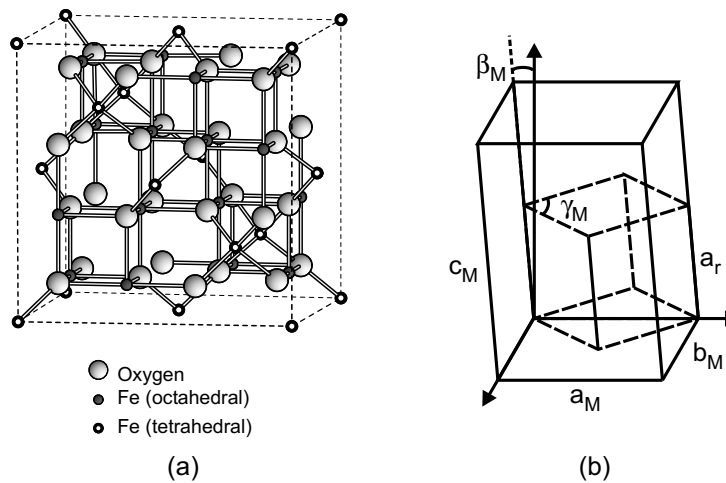 Oxygen
Fe (octahedral)
Fe (tetrahedral)
(a)
β_M
γ_M
c_M
a_r
b_M
a_M
(b)